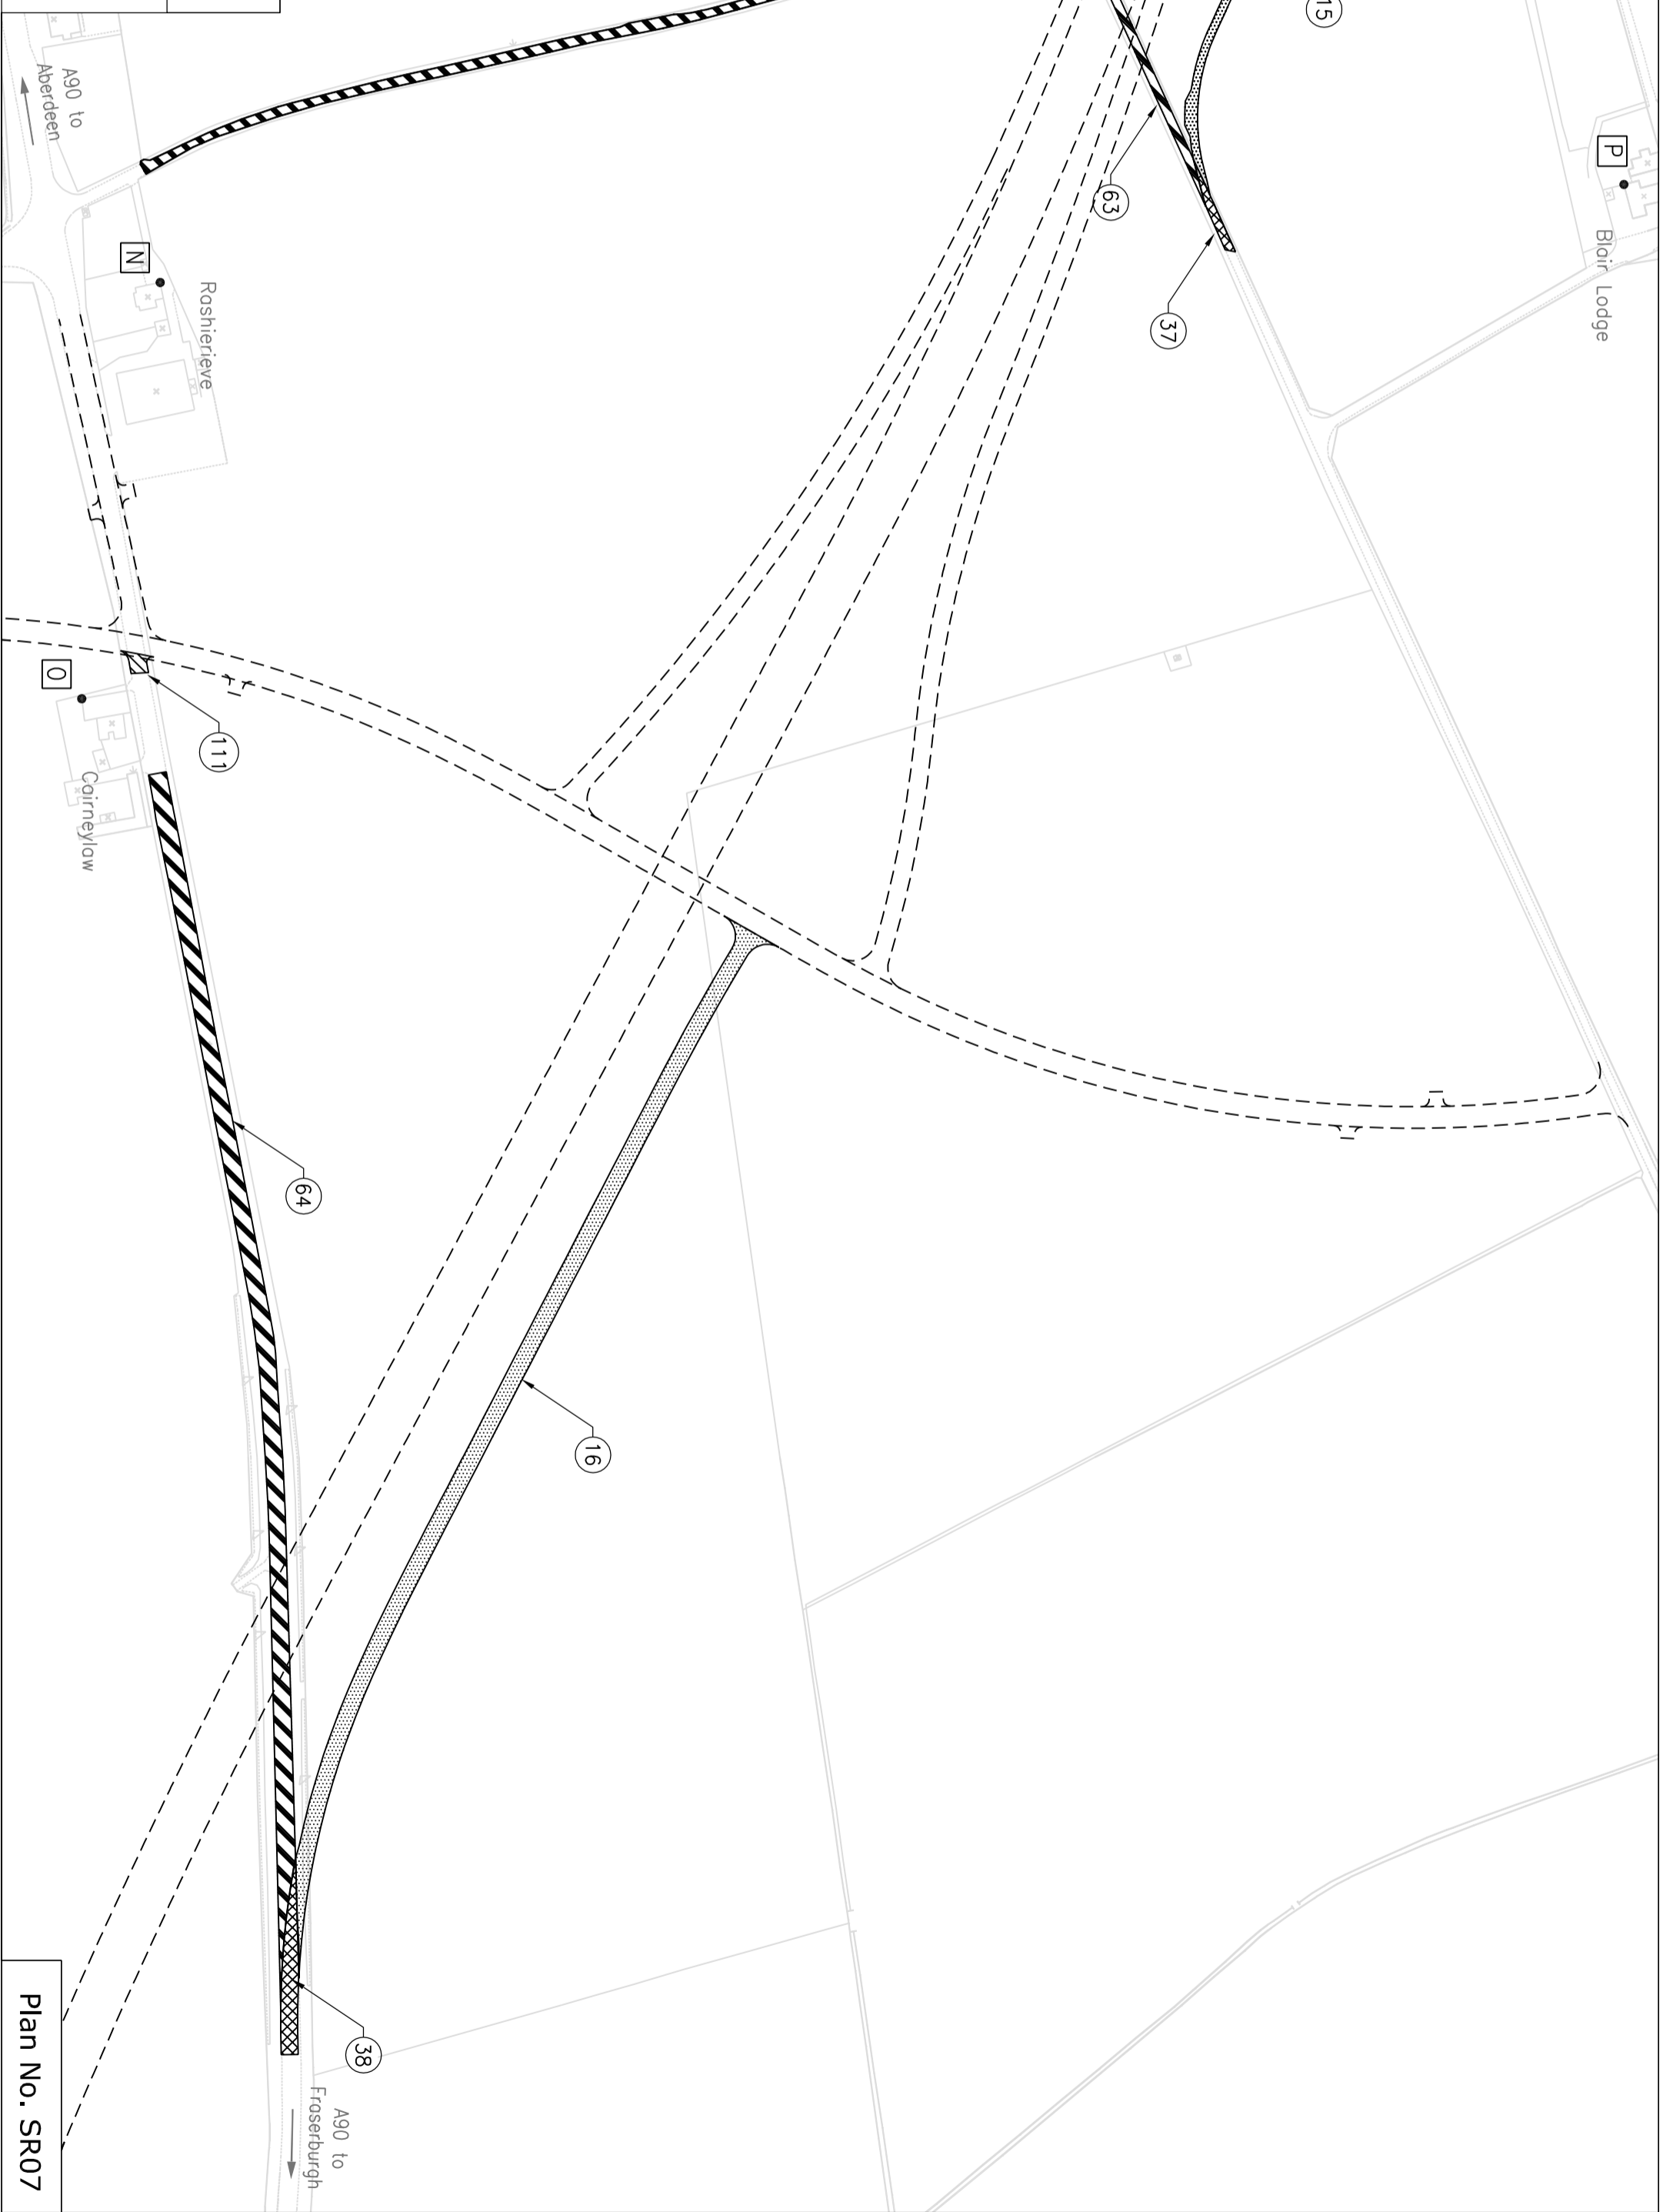 P
Blair Lodge
15
37
63
16
38
A90 to
Fraserburgh
64
111
Rashierieve
N
Cairneylaw
A90 to
Aberdeen
O
Plan No. SR07